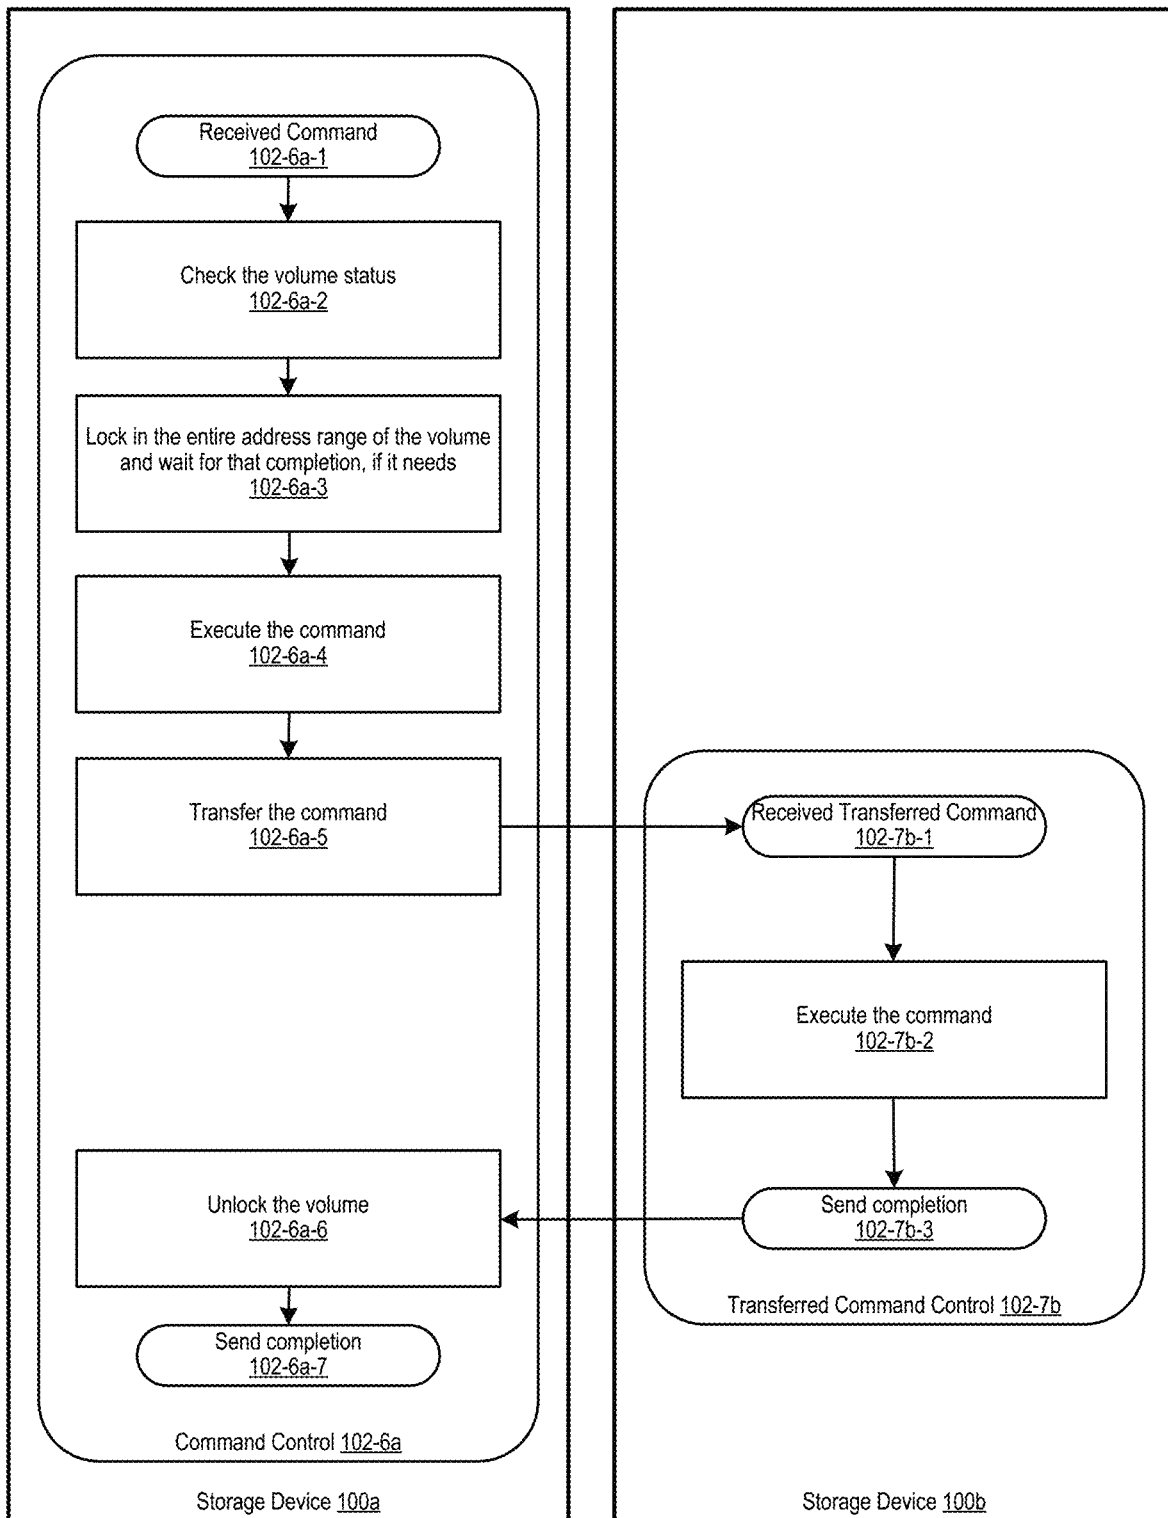 Received Command
102-6a-1
Check the volume status
102-6a-2
Lock in the entire address range of the volume
and wait for that completion, if it needs
102-6a-3
Execute the command
102-6a-4
Transfer the command
102-6a-5
Received Transferred Command
102-7b-1
Execute the command
102-7b-2
Send completion
102-7b-3
Transferred Command Control 102-7b
Unlock the volume
102-6a-6
Send completion
102-6a-7
Command Control 102-6a
Storage Device 100a
Storage Device 100b